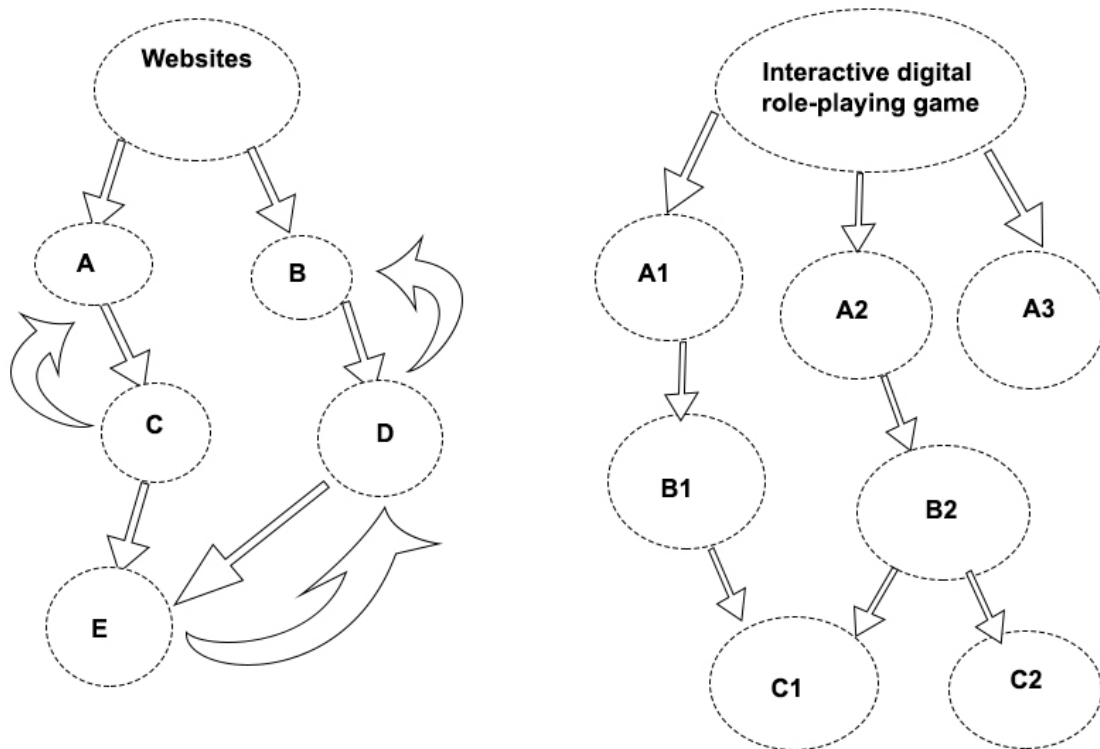 Websites
A
B
C
D
E
Interactive digital
role-playing game
A1
A2
A3
B1
B2
C1
C2